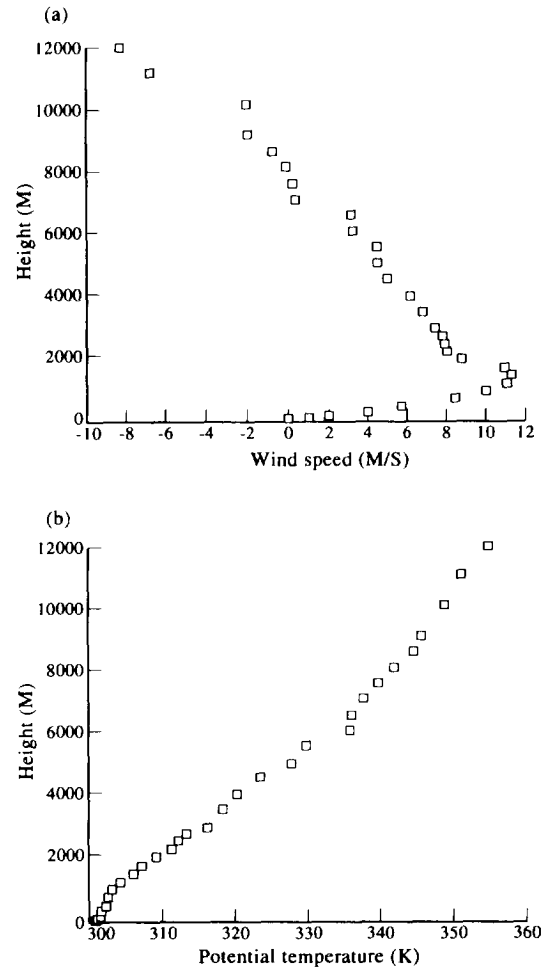 (a)
12000
10000
8000
6000
4000
2000
0
Height (M)
-10 -8 -6 -4 -2 0 2 4 6 8 10 12
Wind speed (M/S)
(b)
12000
10000
8000
6000
4000
2000
0
Height (M)
300 310 320 330 340 350 360
Potential temperature (K)